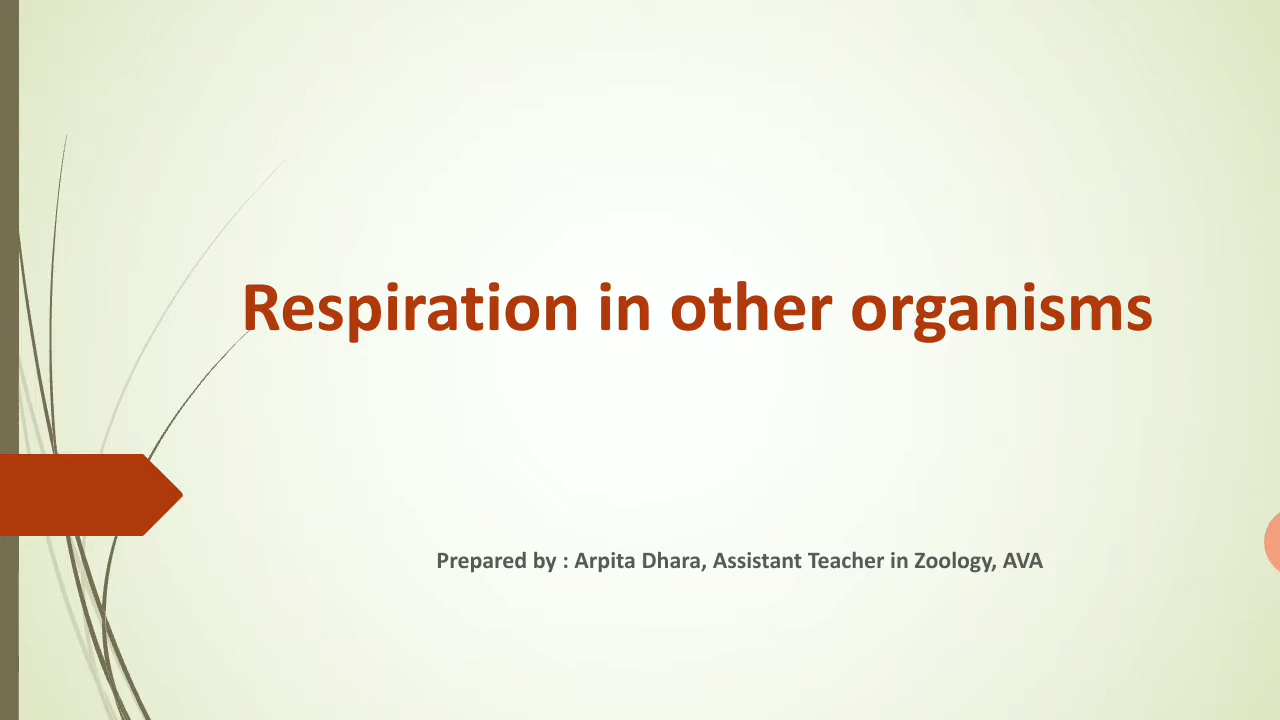 Respiration in other organisms
Prepared by : Arpita Dhara, Assistant Teacher in Zoology, AVA